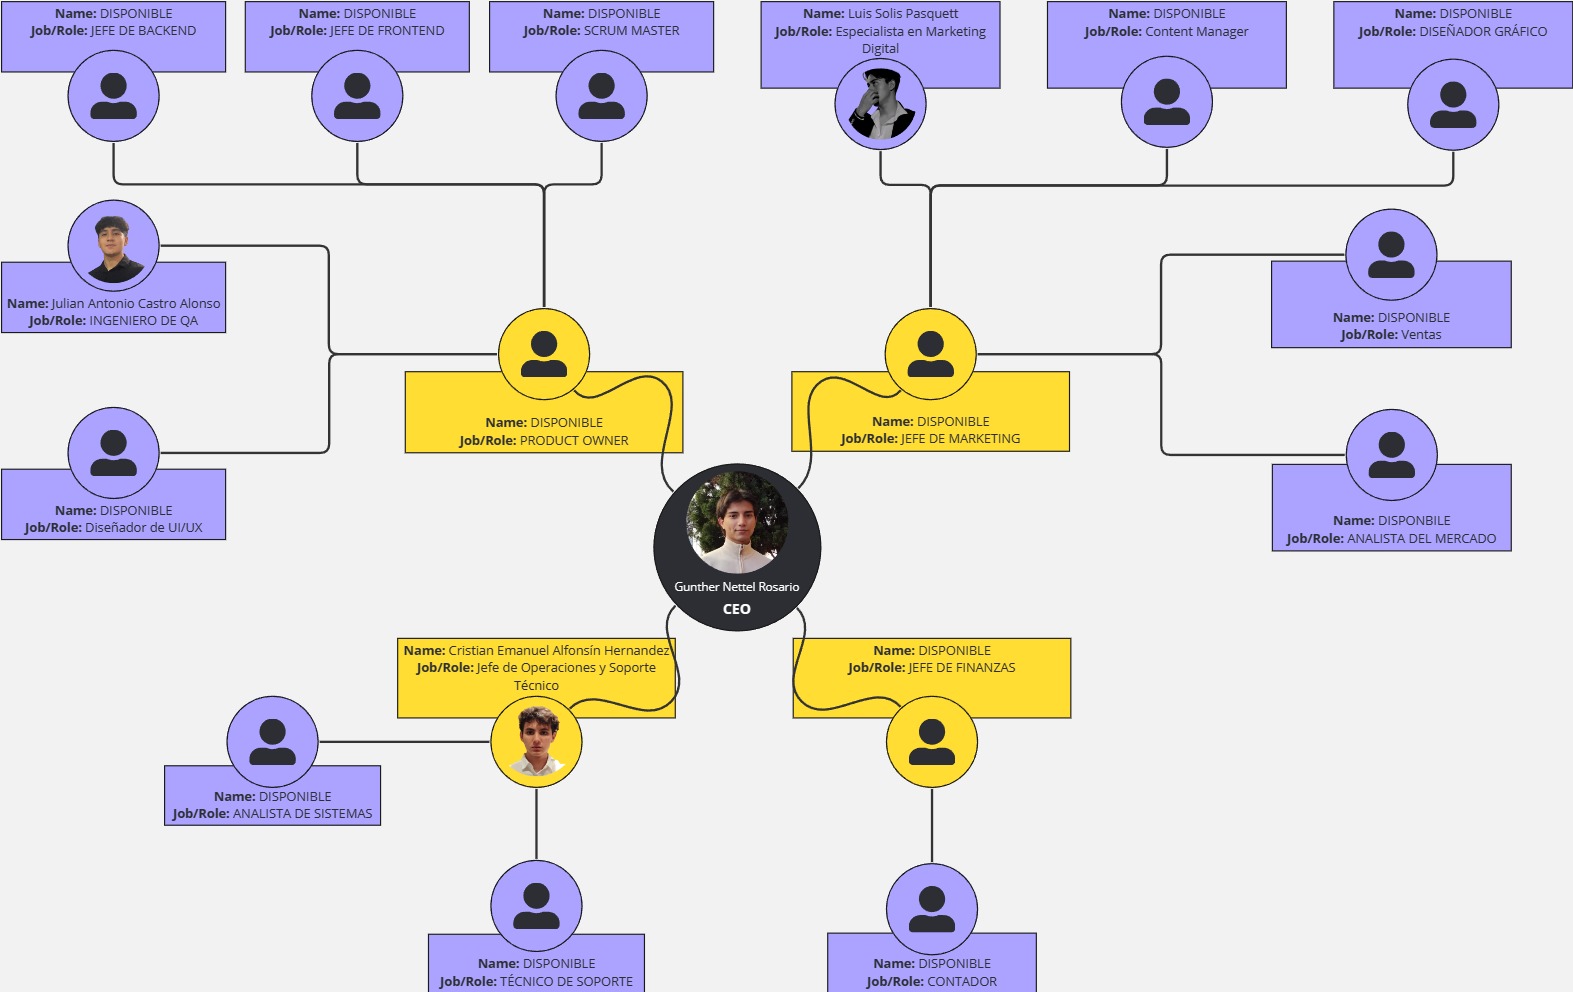 Name: DISPONIBLE
Job/Role: JEFE DE BACKEND
Name: DISPONIBLE
Job/Role: JEFE DE FRONTEND
Name: DISPONIBLE
Job/Role: SCRUM MASTER
Name: Luis Solis Pasquett
Job/Role: Especialista en Marketing
Digital
Name: DISPONIBLE
Job/Role: Content Manager
Name: DISPONIBLE
Job/Role: DISEÑADOR GRÁFICO
Name: Julian Antonio Castro Alonso
Job/Role: INGENIERO DE QA
Name: DISPONIBLE
Job/Role: Ventas
Name: DISPONIBLE
Job/Role: PRODUCT OWNER
Name: DISPONIBLE
Job/Role: JEFE DE MARKETING
Name: DISPONIBLE
Job/Role: Diseñador de UI/UX
Name: DISPONBILE
Job/Role: ANALISTA DEL MERCADO
Gunther Nettel Rosario
CEO
Name: Cristian Emanuel Alfonsín Hernandez
Job/Role: Jefe de Operaciones y Soporte
Técnico
Name: DISPONIBLE
Job/Role: JEFE DE FINANZAS
Name: DISPONIBLE
Job/Role: ANALISTA DE SISTEMAS
Name: DISPONIBLE
Job/Role: TÉCNICO DE SOPORTE
Name: DISPONIBLE
Job/Role: CONTADOR